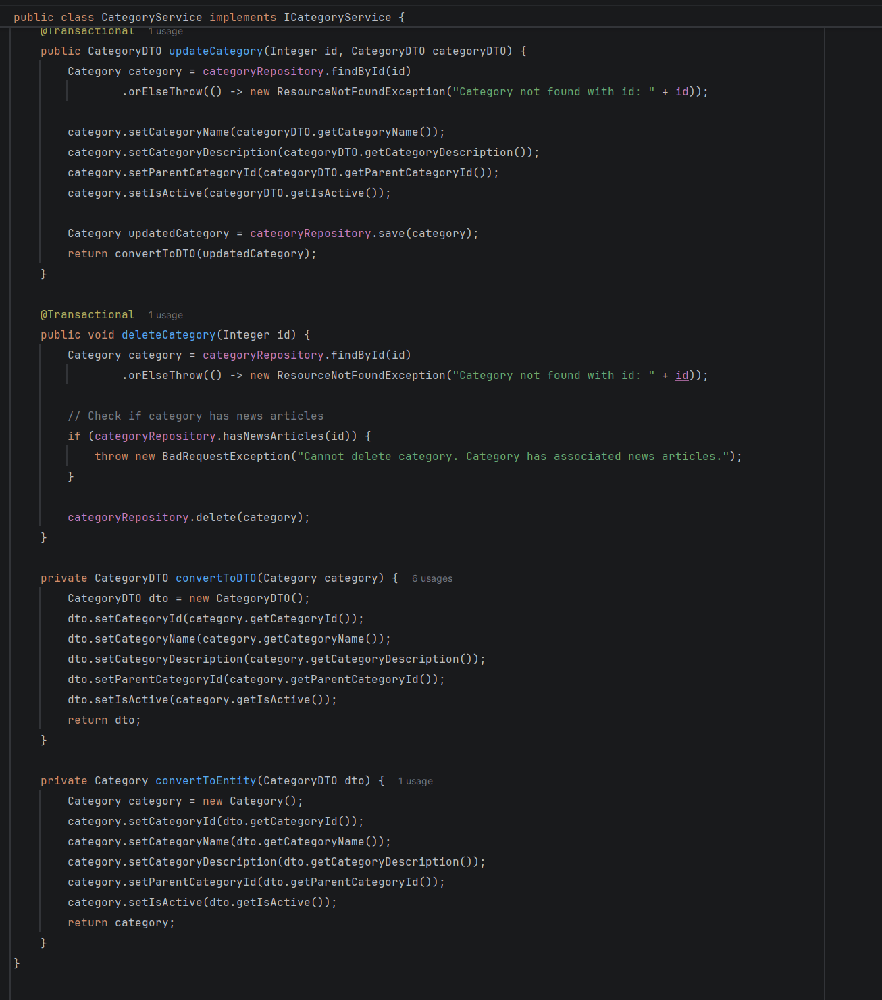 public class CategoryService implements ICategoryService {
    @Transactional 1 usage
    public CategoryDTO updateCategory(Integer id, CategoryDTO categoryDTO) {
        Category category = categoryRepository.findById(id)
                .orElseThrow(() -> new ResourceNotFoundException("Category not found with id: " + id));

        category.setCategoryName(categoryDTO.getCategoryName());
        category.setCategoryDescription(categoryDTO.getCategoryDescription());
        category.setParentCategoryId(categoryDTO.getParentCategoryId());
        category.setIsActive(categoryDTO.getIsActive());

        Category updatedCategory = categoryRepository.save(category);
        return convertToDTO(updatedCategory);
    }

    @Transactional 1 usage
    public void deleteCategory(Integer id) {
        Category category = categoryRepository.findById(id)
                .orElseThrow(() -> new ResourceNotFoundException("Category not found with id: " + id));

        // Check if category has news articles
        if (categoryRepository.hasNewsArticles(id)) {
            throw new BadRequestException("Cannot delete category. Category has associated news articles.");
        }

        categoryRepository.delete(category);
    }

    private CategoryDTO convertToDTO(Category category) { 6 usages
        CategoryDTO dto = new CategoryDTO();
        dto.setCategoryId(category.getCategoryId());
        dto.setCategoryName(category.getCategoryName());
        dto.setCategoryDescription(category.getCategoryDescription());
        dto.setParentCategoryId(category.getParentCategoryId());
        dto.setIsActive(category.getIsActive());
        return dto;
    }

    private Category convertToEntity(CategoryDTO dto) { 1 usage
        Category category = new Category();
        category.setCategoryId(dto.getCategoryId());
        category.setCategoryName(dto.getCategoryName());
        category.setCategoryDescription(dto.getCategoryDescription());
        category.setParentCategoryId(dto.getParentCategoryId());
        category.setIsActive(dto.getIsActive());
        return category;
    }
}